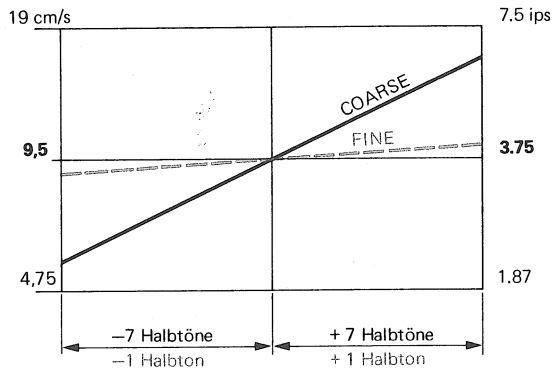 19 cm/s
7.5 ips
COARSE
FINE
9,5
3.75
4,75
1.87
–7 Halbtöne
+ 7 Halbtöne
–1 Halbton
+ 1 Halbton